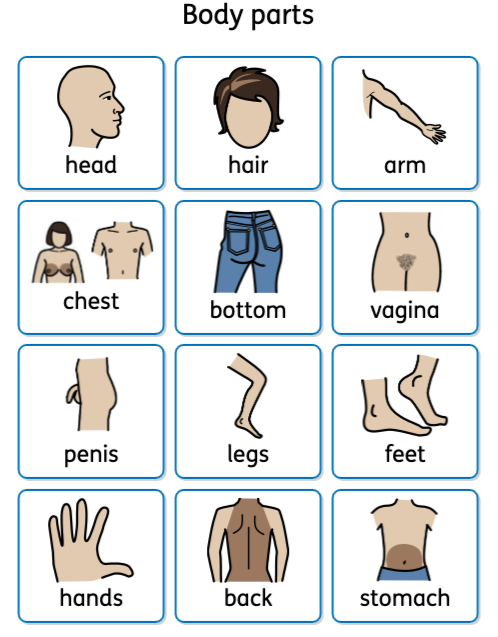 Body parts
head
hair
arm
chest
bottom
vagina
penis
legs
feet
hands
back
stomach